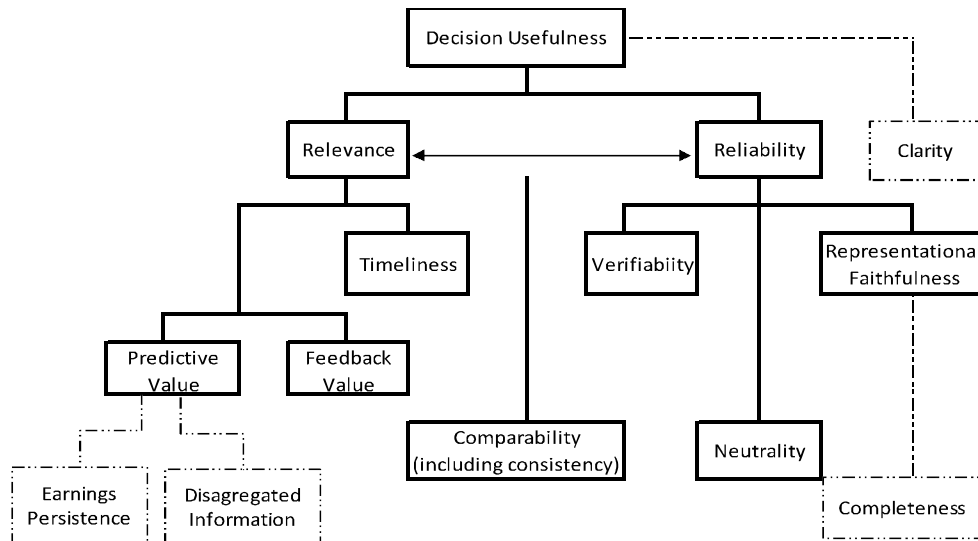 Decision Usefulness
Relevance
Reliability
Clarity
Timeliness
Verifiabiity
Representationa
Faithfulness
Predictive
Value
Feedback
Value
Comparability
(including consistency)
Neutrality
Earnings
Persistence
Disagregated
Information
Completeness